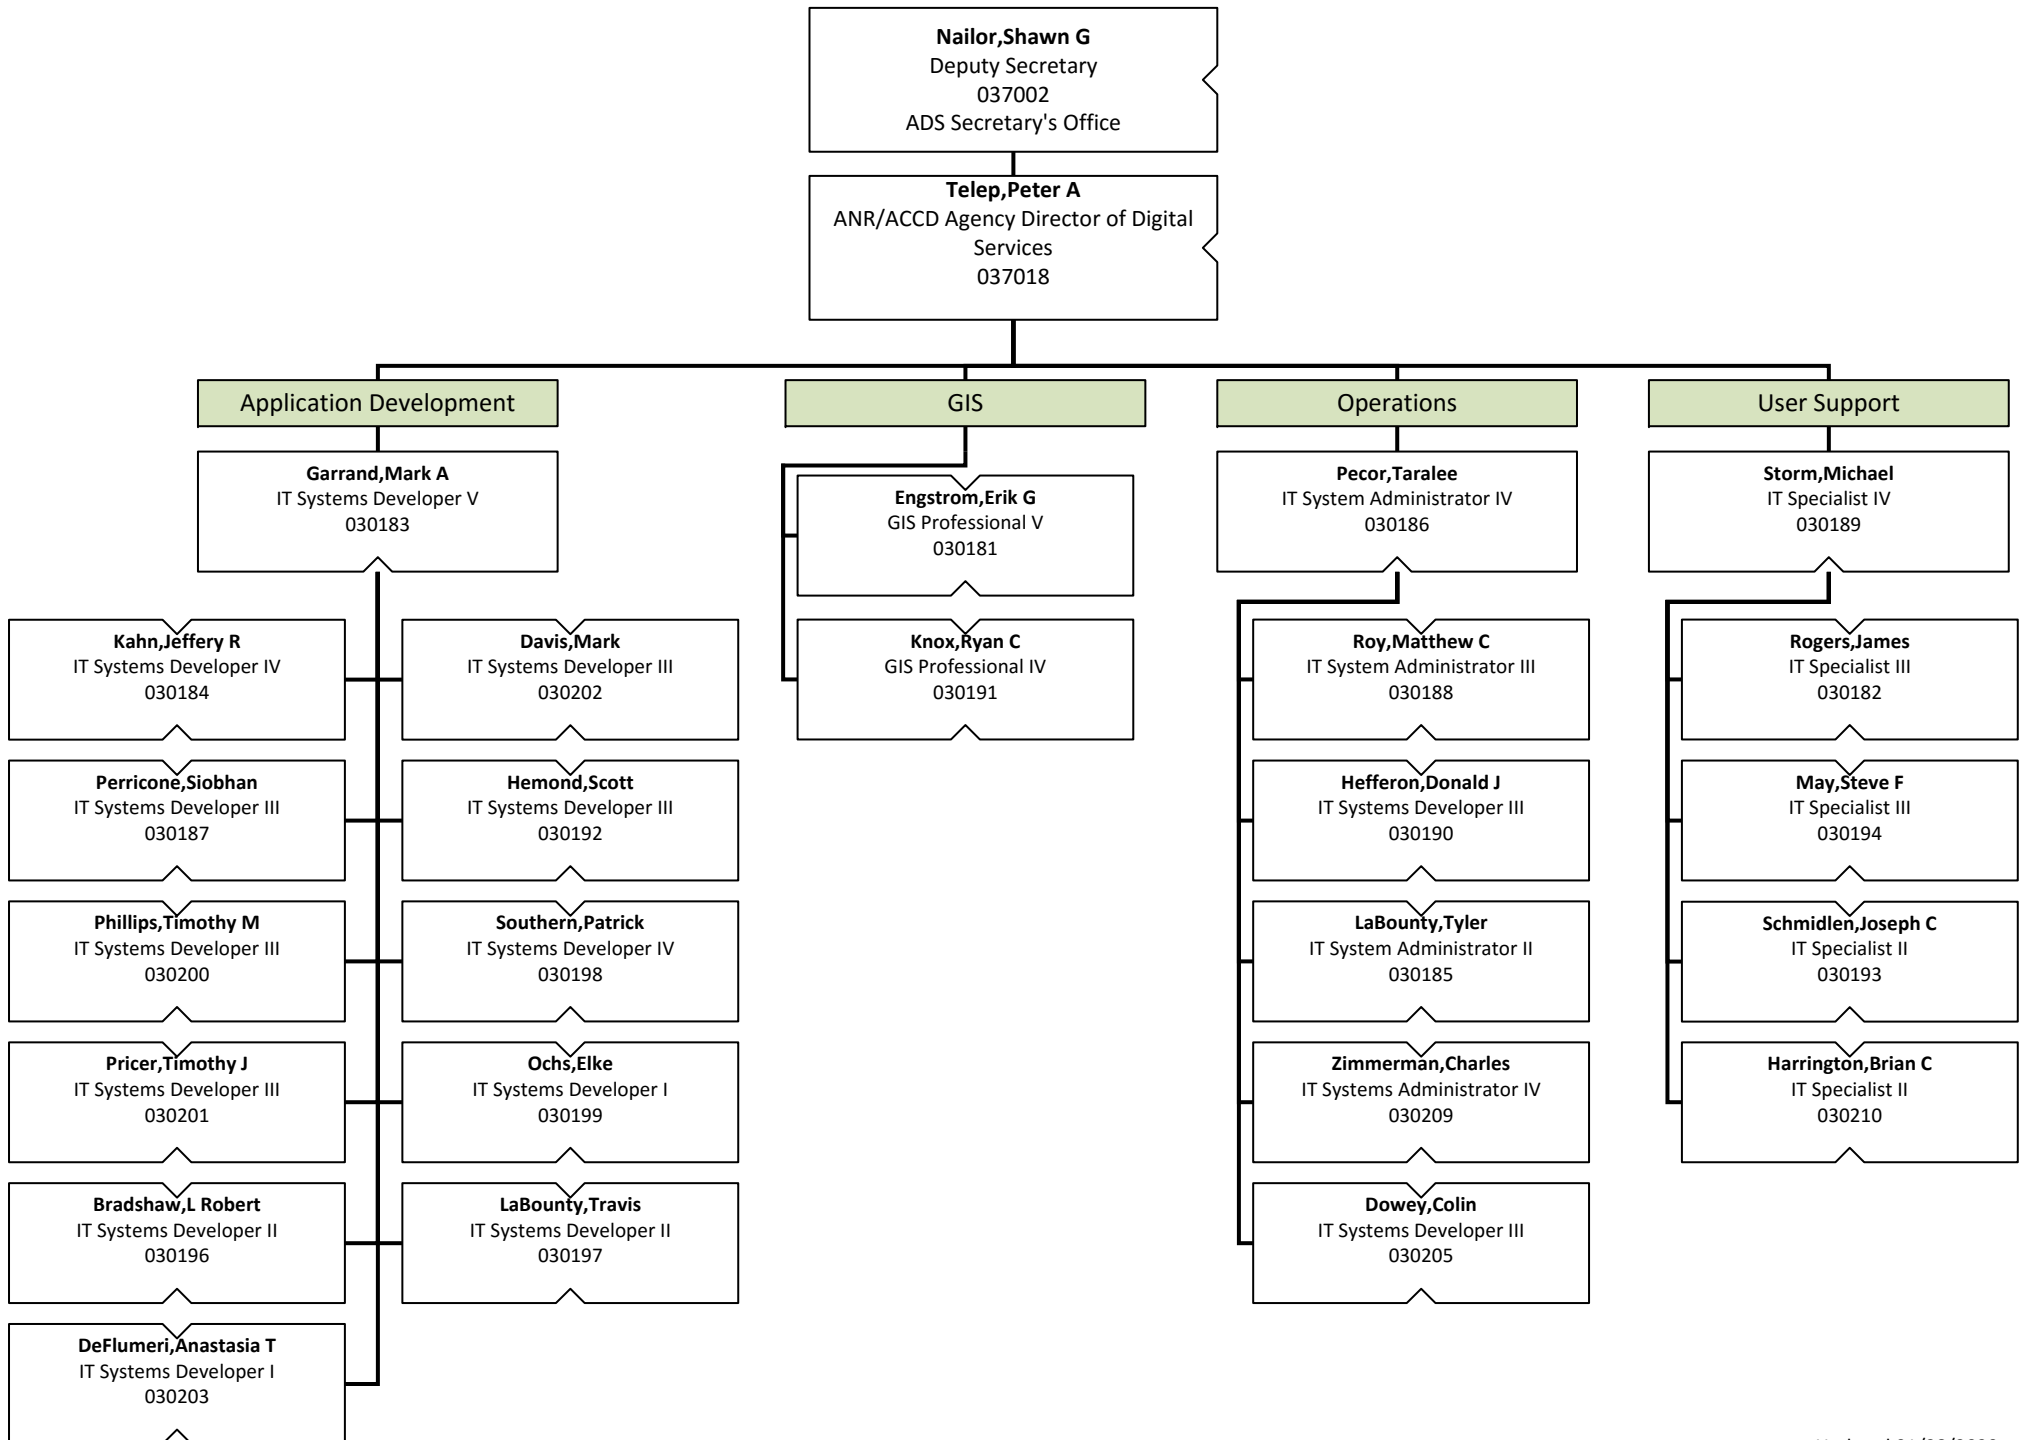 Nailor,Shawn G
Deputy Secretary
037002
ADS Secretary's Office
Telep,Peter A
ANR/ACCD Agency Director of Digital
Services
037018
Application Development
Garrand,Mark A
IT Systems Developer V
030183
Kahn,Jeffery R
IT Systems Developer IV
030184
Davis,Mark
IT Systems Developer III
030202
Perricone,Siobhan
IT Systems Developer III
030187
Hemond,Scott
IT Systems Developer III
030192
Phillips,Timothy M
IT Systems Developer III
030200
Southern,Patrick
IT Systems Developer IV
030198
Pricer,Timothy J
IT Systems Developer III
030201
Ochs,Elke
IT Systems Developer I
030199
Bradshaw,L Robert
IT Systems Developer II
030196
LaBounty,Travis
IT Systems Developer II
030197
DeFlumeri,Anastasia T
IT Systems Developer I
030203
GIS
Engstrom,Erik G
GIS Professional V
030181
Knox,Ryan C
GIS Professional IV
030191
Operations
Pecor,Taralee
IT System Administrator IV
030186
Roy,Matthew C
IT System Administrator III
030188
Hefferon,Donald J
IT Systems Developer III
030190
LaBounty,Tyler
IT System Administrator II
030185
Zimmerman,Charles
IT Systems Administrator IV
030209
Dowey,Colin
IT Systems Developer III
030205
User Support
Storm,Michael
IT Specialist IV
030189
Rogers,James
IT Specialist III
030182
May,Steve F
IT Specialist III
030194
Schmidlen,Joseph C
IT Specialist II
030193
Harrington,Brian C
IT Specialist II
030210